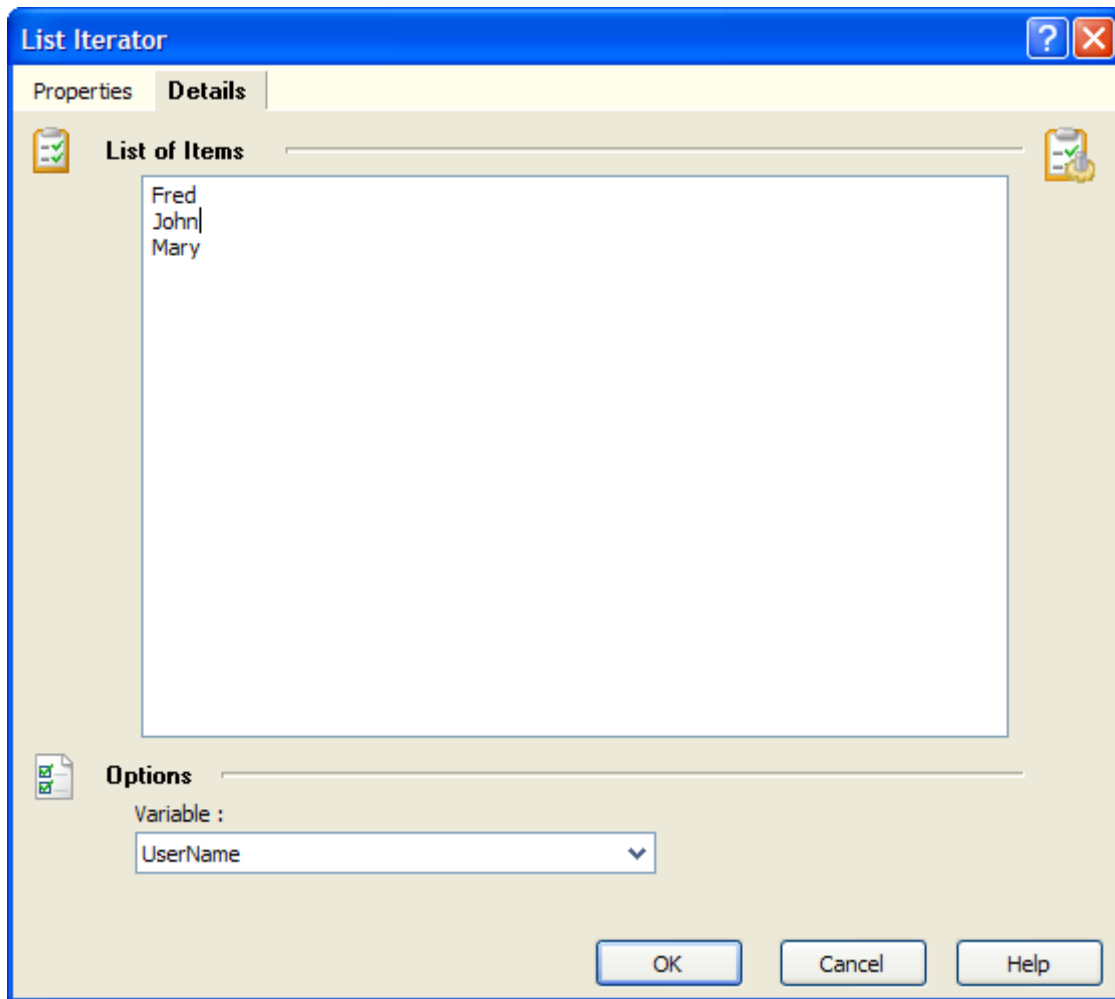 List Iterator
?
Properties Details
List of Items
Fred
John
Mary
Options
Variable :
UserName
OK Cancel Help